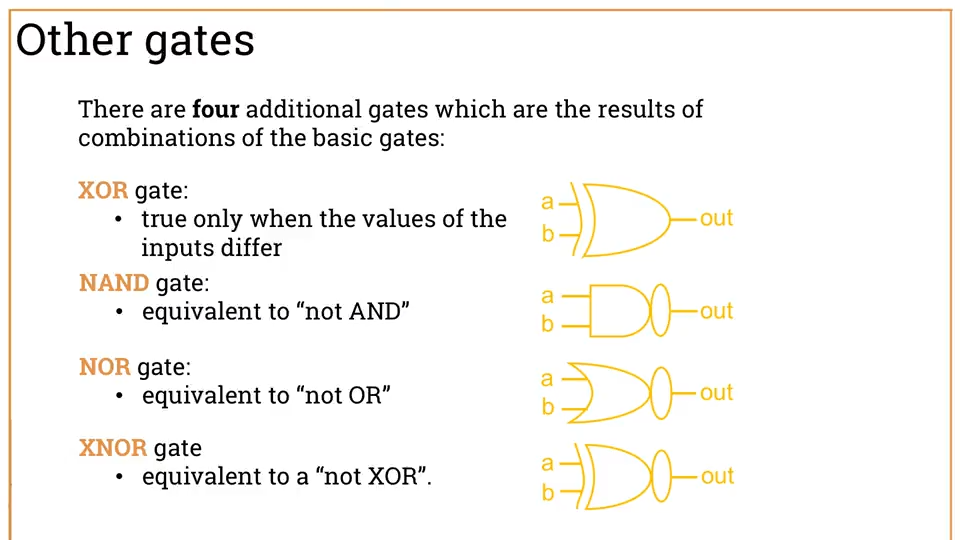 Other gates
There are four additional gates which are the results of
combinations of the basic gates:
XOR gate:
• true only when the values of the
inputs differ
a
b
out
NAND gate:
• equivalent to “not AND”
a
b
out
NOR gate:
• equivalent to “not OR”
a
b
out
XNOR gate
• equivalent to a “not XOR”.
a
b
out